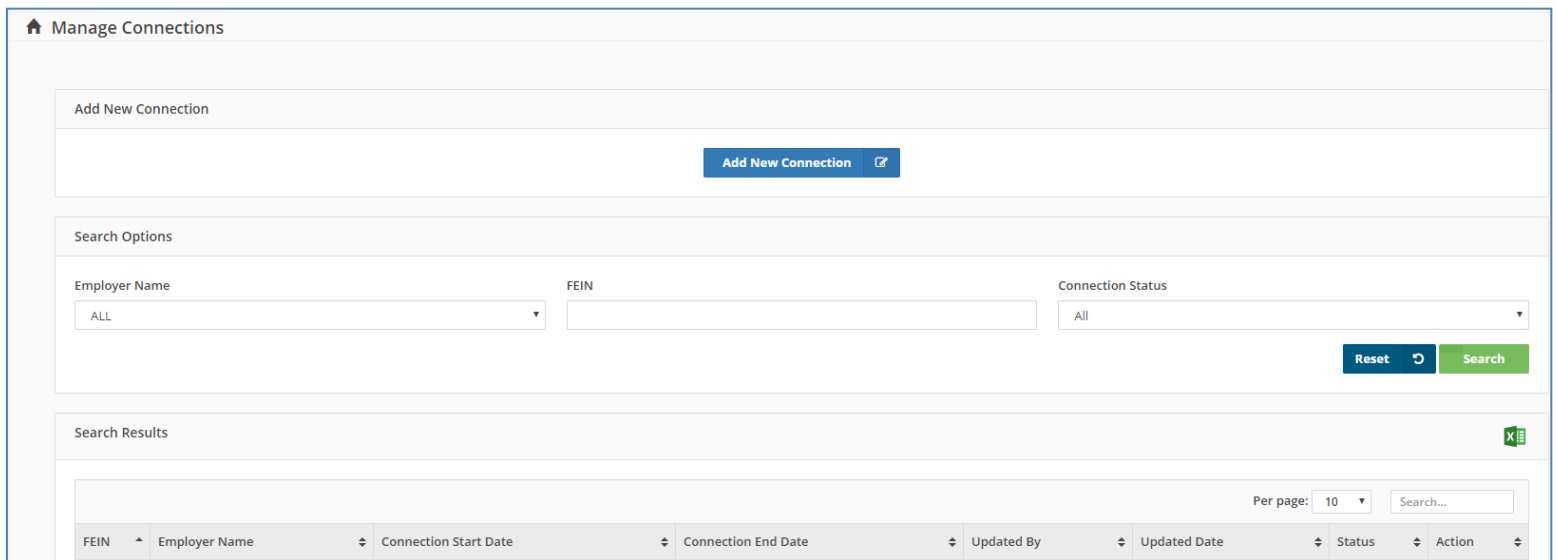 Manage Connections
Add New Connection
Add New Connection
Search Options
Employer Name FEIN Connection Status
ALL All
Reset Search
Search Results
Per page: 10 Search...
FEIN Employer Name Connection Start Date Connection End Date Updated By Updated Date Status Action